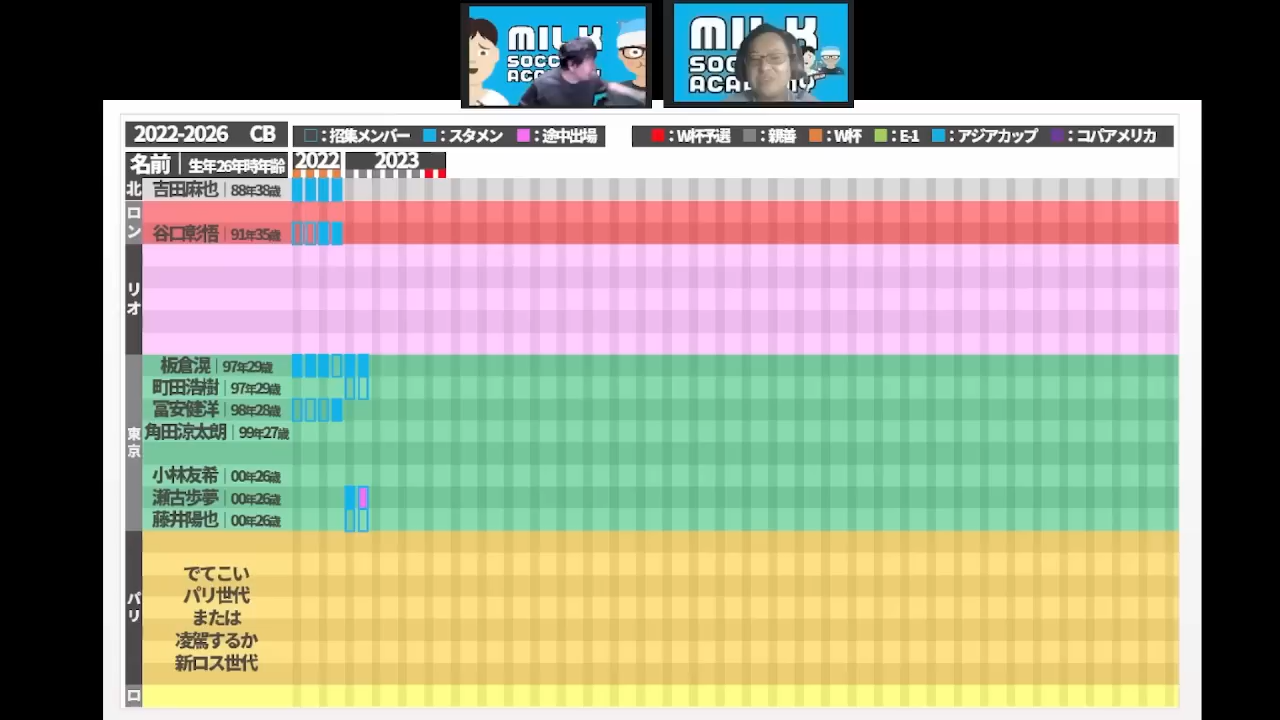 MILK
SOCC
ACADEMY
MILK
SOC
ACADEMY
2022-2026 CB
□：招集メンバー ■：スタメン ■：途中出場
■：W杯予選 ■：親善 ■：W杯 ■：E-1 ■：アジアカップ ■：コパアメリカ
名前｜生年26年時年齢 2022 2023
北 吉田麻也｜88年38歳
ロン
谷口彰悟｜91年35歳
リオ
東京
板倉滉｜97年29歳
町田浩樹｜97年29歳
冨安健洋｜98年28歳
角田涼太朗｜99年27歳
小林友希｜00年26歳
瀬古歩夢｜00年26歳
藤井陽也｜00年26歳
パリ
でてこい
パリ世代
または
凌駕するか
新ロス世代
ロ